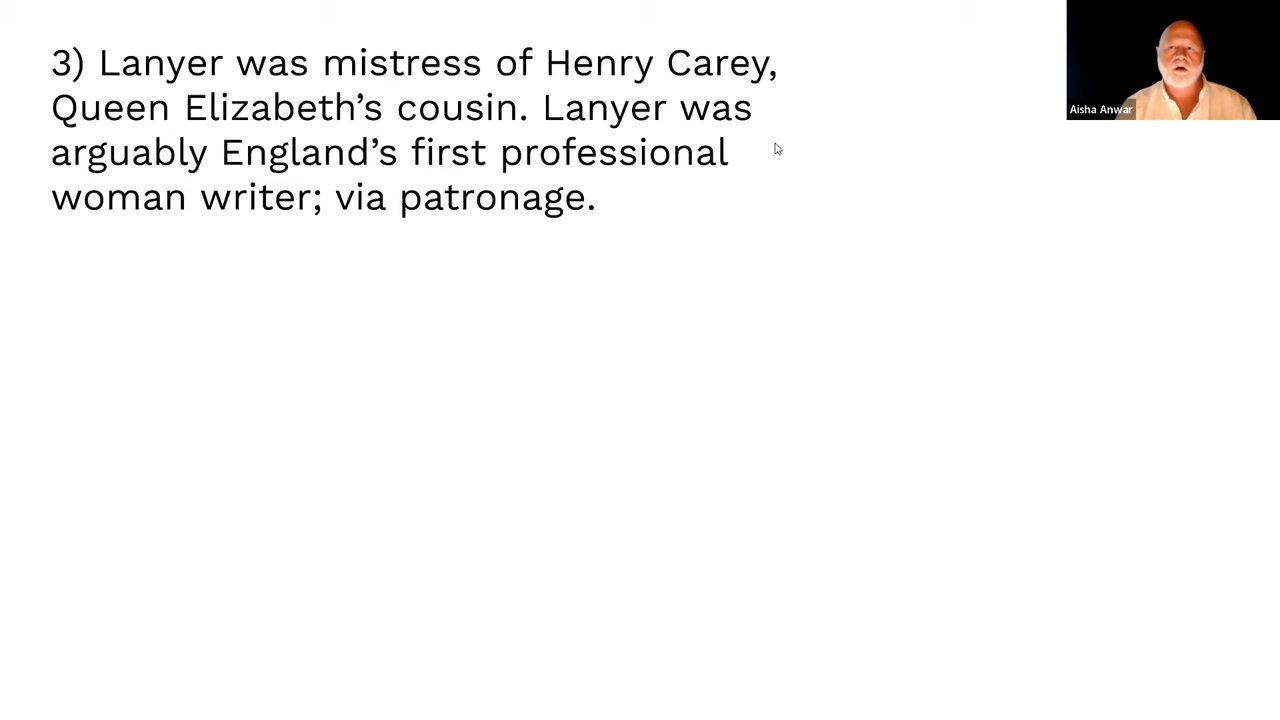 3) Lanyer was mistress of Henry Carey,
Queen Elizabeth’s cousin. Lanyer was
arguably England’s first professional
woman writer; via patronage.
Aisha Anwar